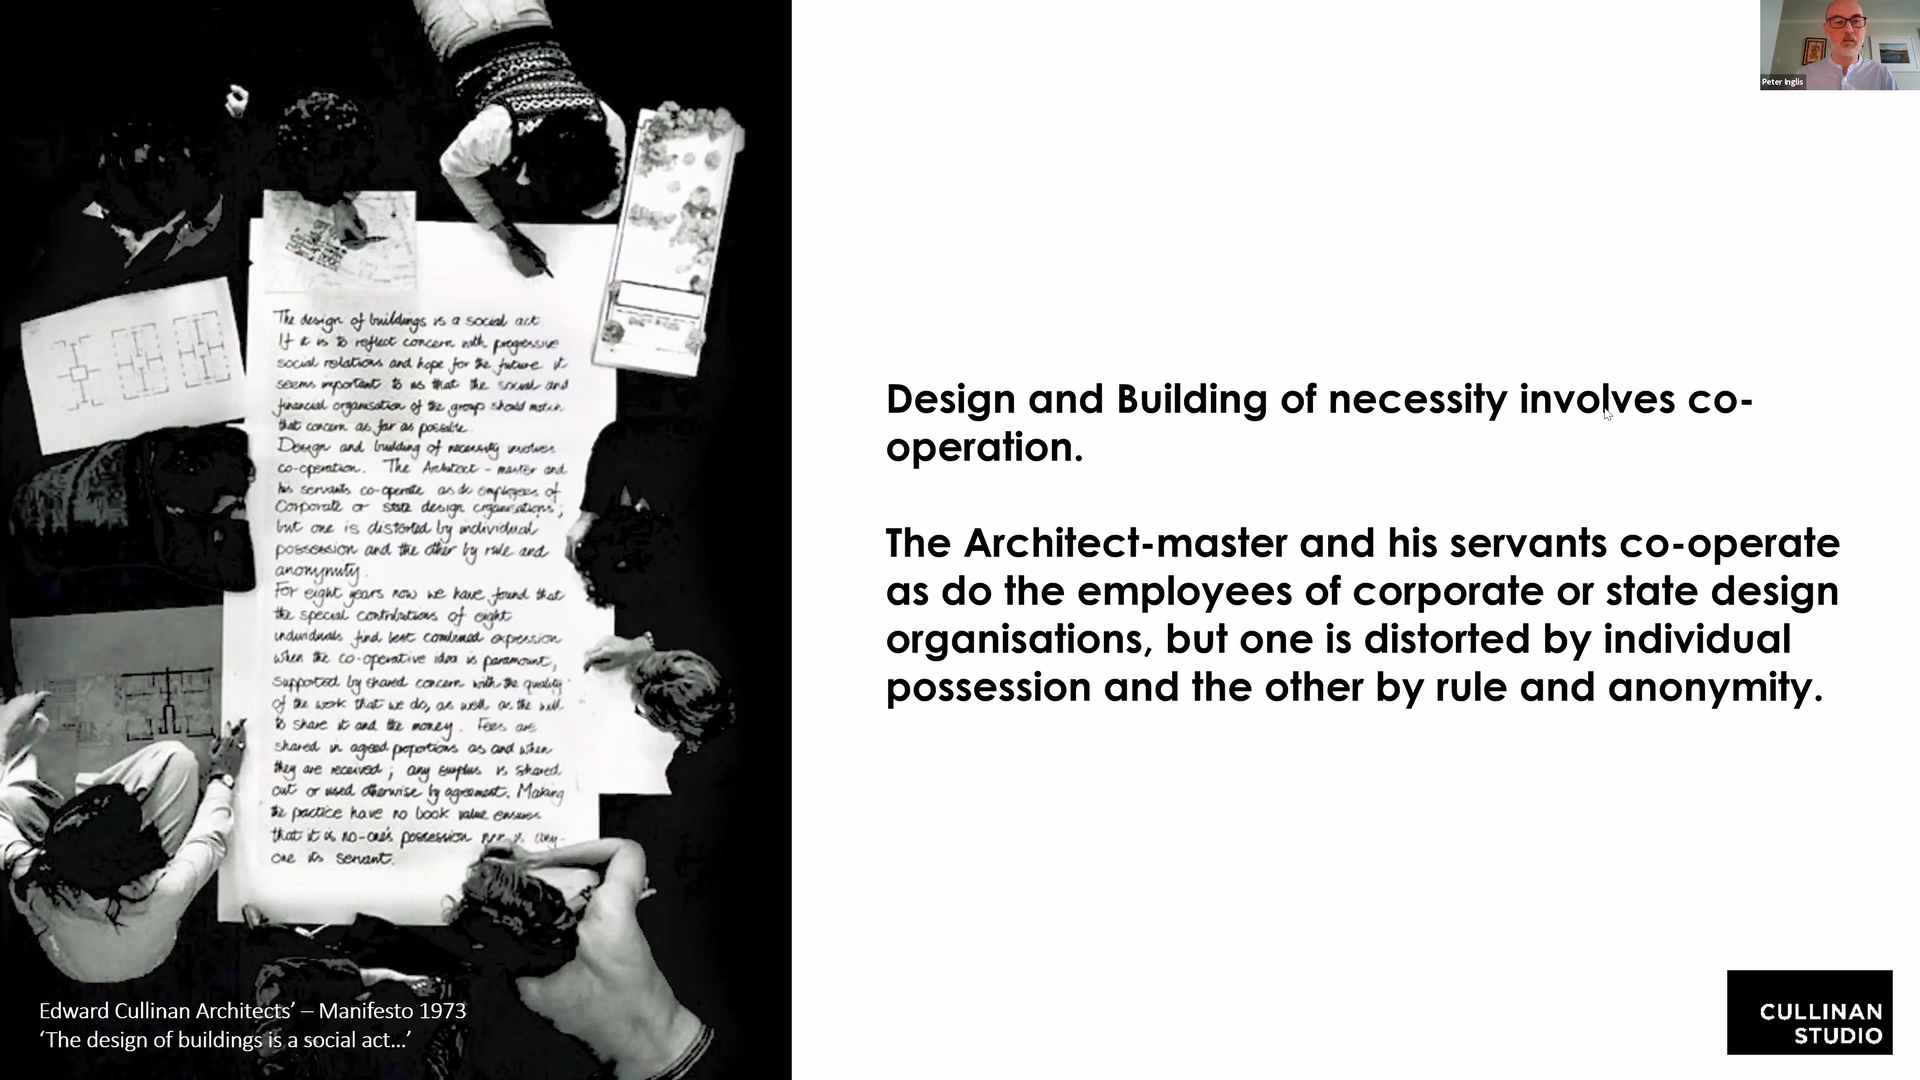 The design of buildings is a social act
If it is to reflect concern with progressive
social relations and hope for the future it
seems important to us that the social and
financial organisation of the group should match
that concern as far as possible.
Design and building of necessity involves
co-operation. The Architect-master and
his servants co-operate as do employees of
Corporate or state design organisations;
but one is distorted by individual
possession and the other by rule and
anonymity.
For eight years now we have found that
the special contributions of eight
individuals find best combined expression
when the co-operative idea is paramount,
supported by shared concern with the quality
of the work that we do, as well as the will
to share it and the money. Fees are
shared in agreed proportions as and when
they are received; any surplus is shared
out or used otherwise by agreement. Making
the practice have no book value ensures
that it is no-one's possession nor is any-
one its servant.
Edward Cullinan Architects’ – Manifesto 1973
‘The design of buildings is a social act...’
Design and Building of necessity involves co-
operation.
The Architect-master and his servants co-operate
as do the employees of corporate or state design
organisations, but one is distorted by individual
possession and the other by rule and anonymity.
Peter Inglis
CULLINAN
STUDIO